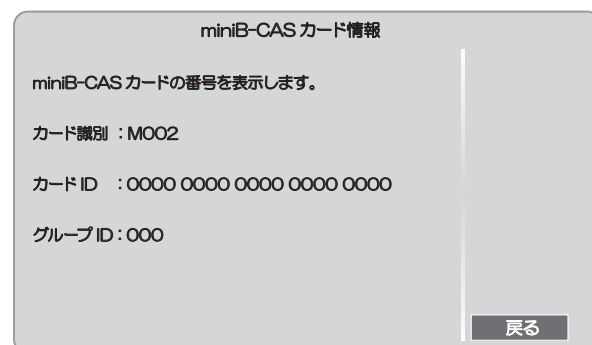 miniB-CAS カード情報
miniB-CAS カードの番号を表示します。
カード識別 : M002
カード ID : 0000 0000 0000 0000 0000
グループ ID : 000
戻る